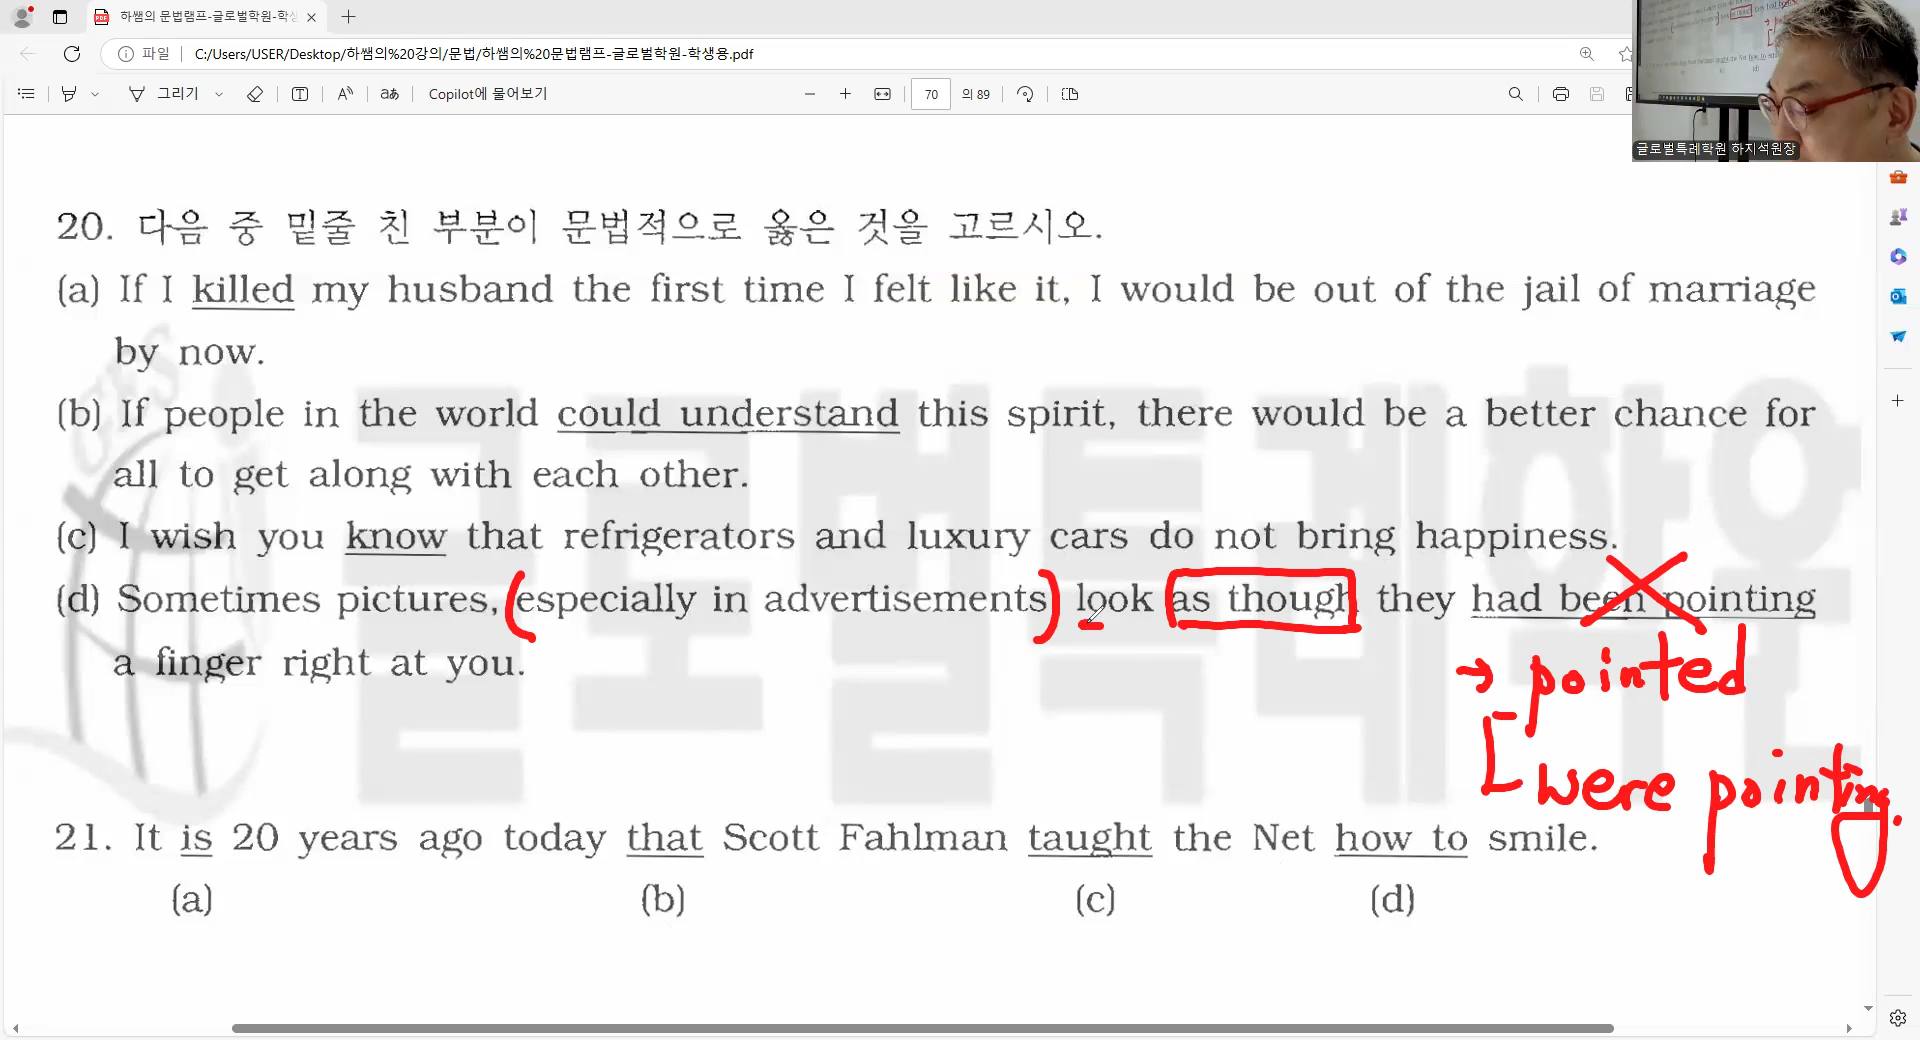 하쌤의 문법램프-글로벌학원-학생
파일
C:/Users/USER/Desktop/하쌤의%20강의/문법/하쌤의%20문법램프-글로벌학원-학생용.pdf
그리기
Copilot에 물어보기
70 의 89
글로벌특례학원 하지석원장
20. 다음 중 밑줄 친 부분이 문법적으로 옳은 것을 고르시오.
(a) If I killed my husband the first time I felt like it, I would be out of the jail of marriage
by now.
(b) If people in the world could understand this spirit, there would be a better chance for
all to get along with each other.
(c) I wish you know that refrigerators and luxury cars do not bring happiness.
(d) Sometimes pictures, (especially in advertisements) look as though they had been pointing
a finger right at you.
→ pointed
were pointing.
21. It is 20 years ago today that Scott Fahlman taught the Net how to smile.
(a) (b) (c) (d)
글로벌특례학원